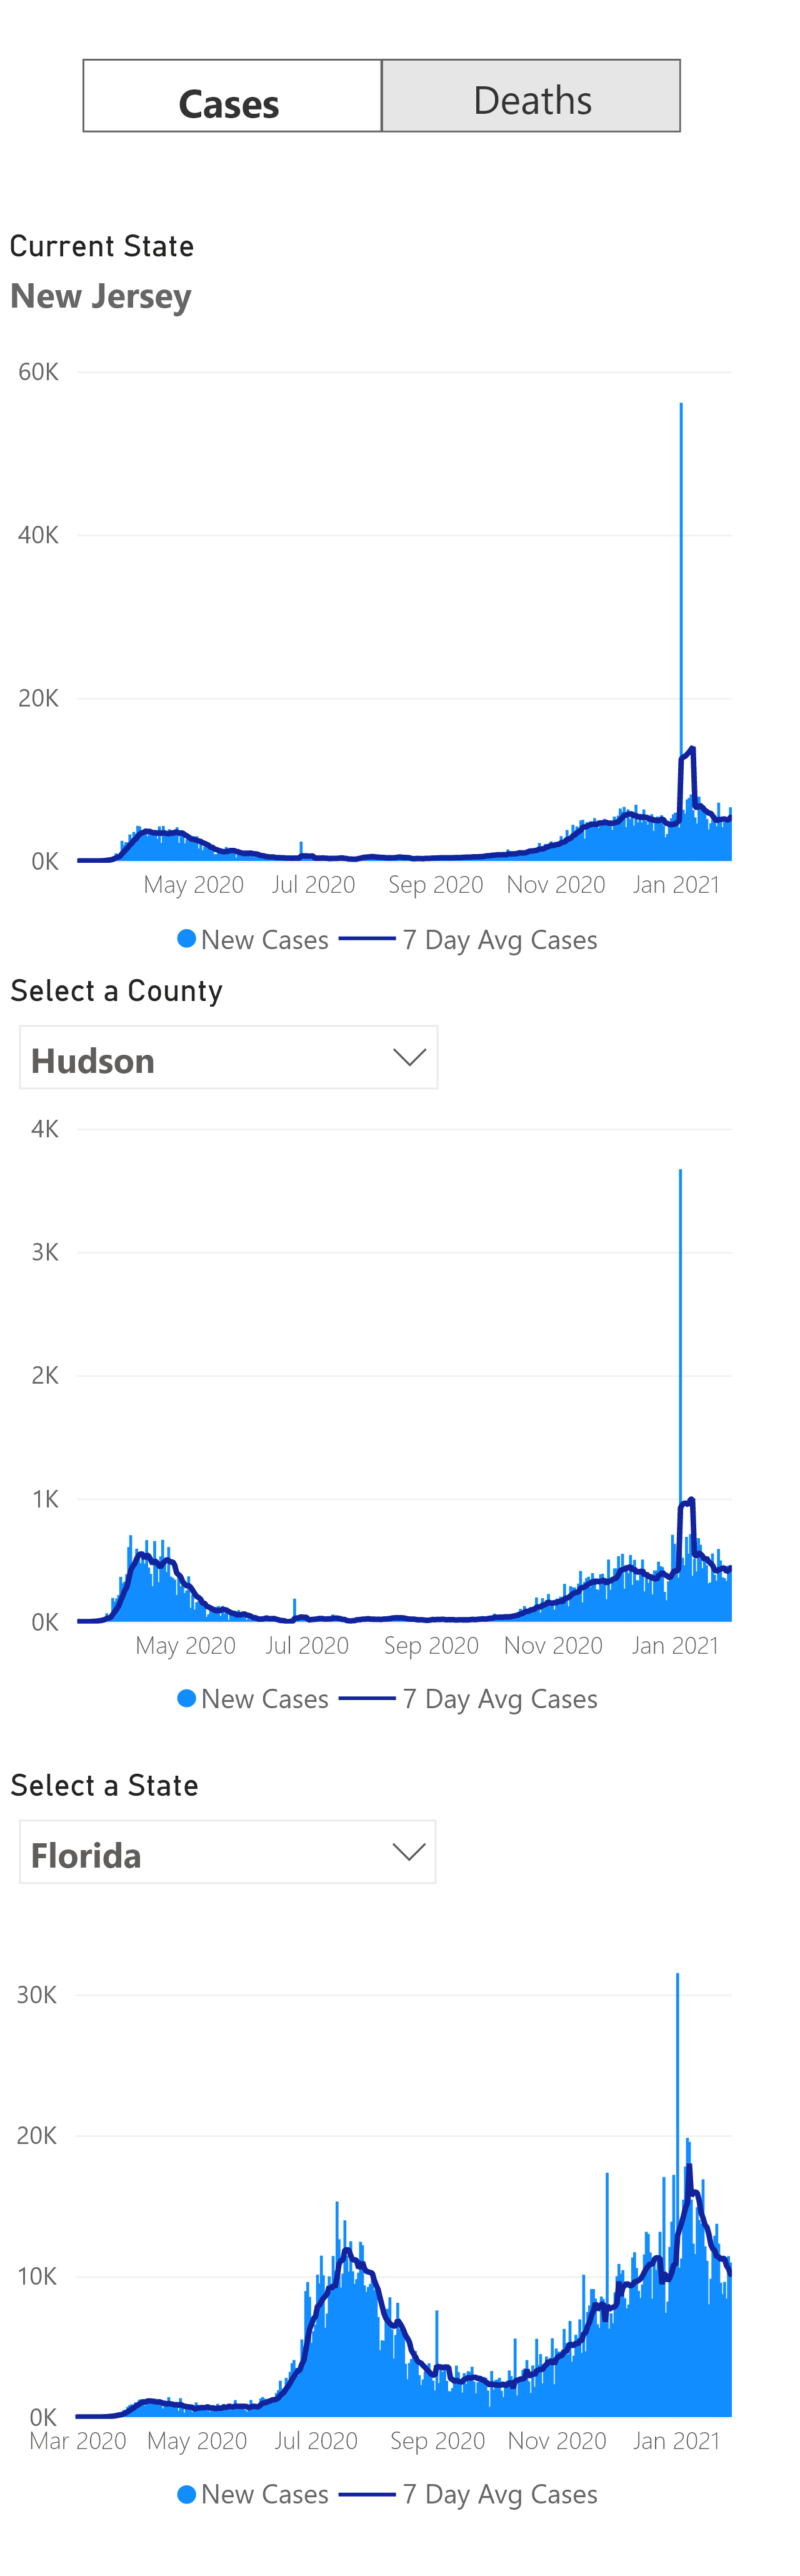 Cases Deaths
Current State
New Jersey
60K
40K
20K
0K
May 2020 Jul 2020 Sep 2020 Nov 2020 Jan 2021
New Cases 7 Day Avg Cases
Select a County
Hudson
4K
3K
2K
1K
0K
May 2020 Jul 2020 Sep 2020 Nov 2020 Jan 2021
New Cases 7 Day Avg Cases
Select a State
Florida
30K
20K
10K
0K
Mar 2020 May 2020 Jul 2020 Sep 2020 Nov 2020 Jan 2021
New Cases 7 Day Avg Cases